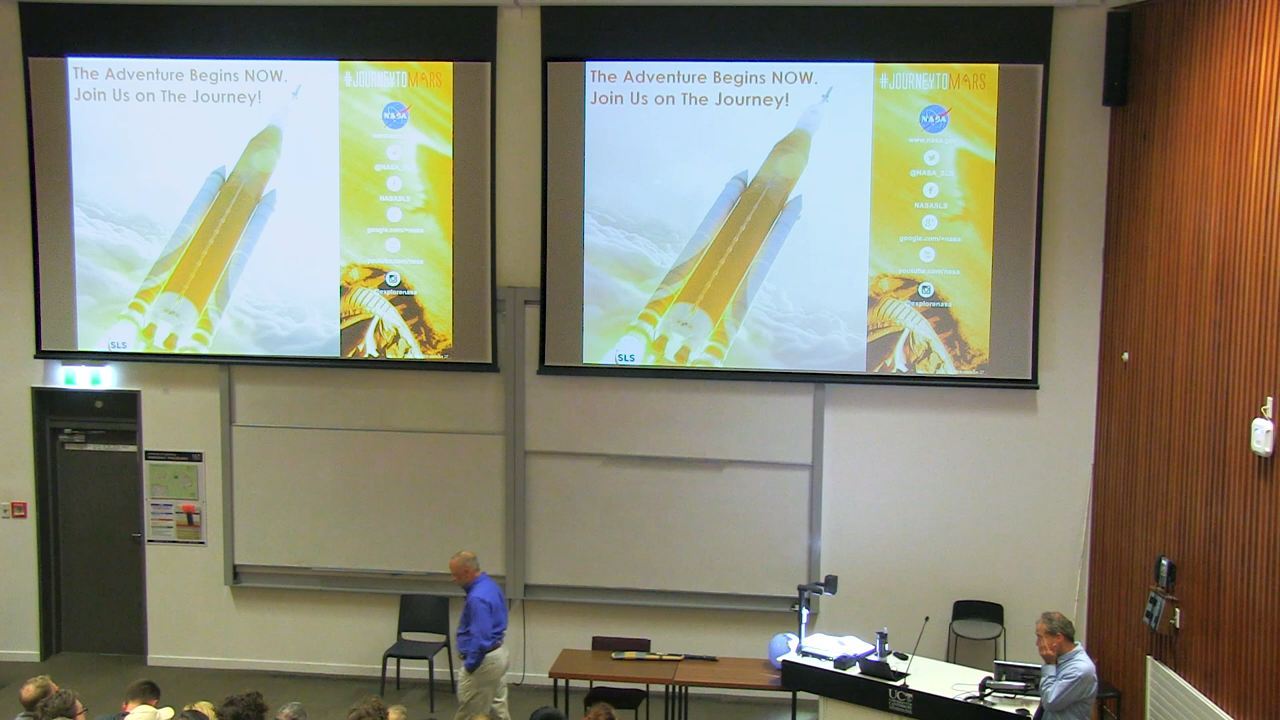 The Adventure Begins NOW.
Join Us on The Journey!
#JOURNEYTOMARS
NASA
@NASA_SLS
NASASLS
google.com/+nasa
youtube.com/nasa
explorenasa
SLS
The Adventure Begins NOW.
Join Us on The Journey!
#JOURNEYTOMARS
NASA
www.nasa.gov
@NASA_SLS
NASASLS
google.com/+nasa
youtube.com/nasa
explorenasa
SLS
UC